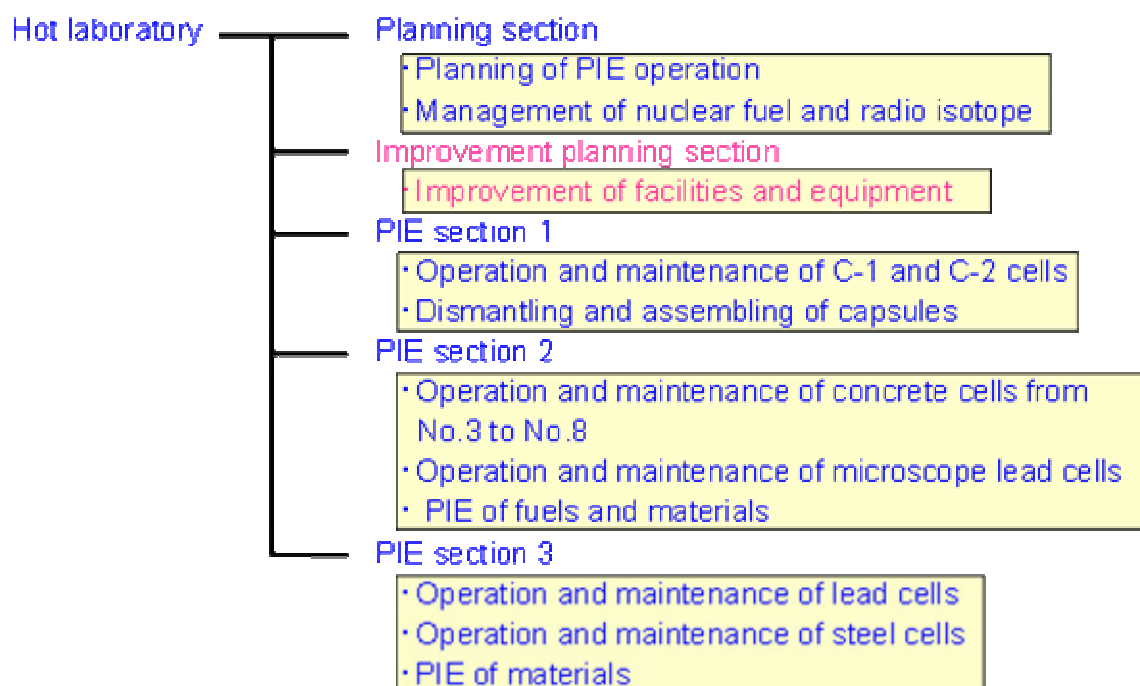 Hot laboratory
Planning section
・Planning of PIE operation
・Management of nuclear fuel and radio isotope
Improvement planning section
・Improvement of facilities and equipment
PIE section 1
・Operation and maintenance of C-1 and C-2 cells
・Dismantling and assembling of capsules
PIE section 2
・Operation and maintenance of concrete cells from
No.3 to No.8
・Operation and maintenance of microscope lead cells
・ PIE of fuels and materials
PIE section 3
・Operation and maintenance of lead cells
・Operation and maintenance of steel cells
・PIE of materials